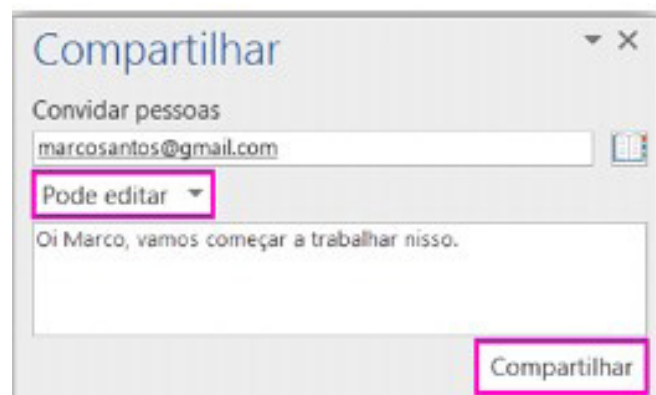 Compartilhar
Convidar pessoas
marcosantos@gmail.com
Pode editar
Oi Marco, vamos começar a trabalhar nisso.
Compartilhar